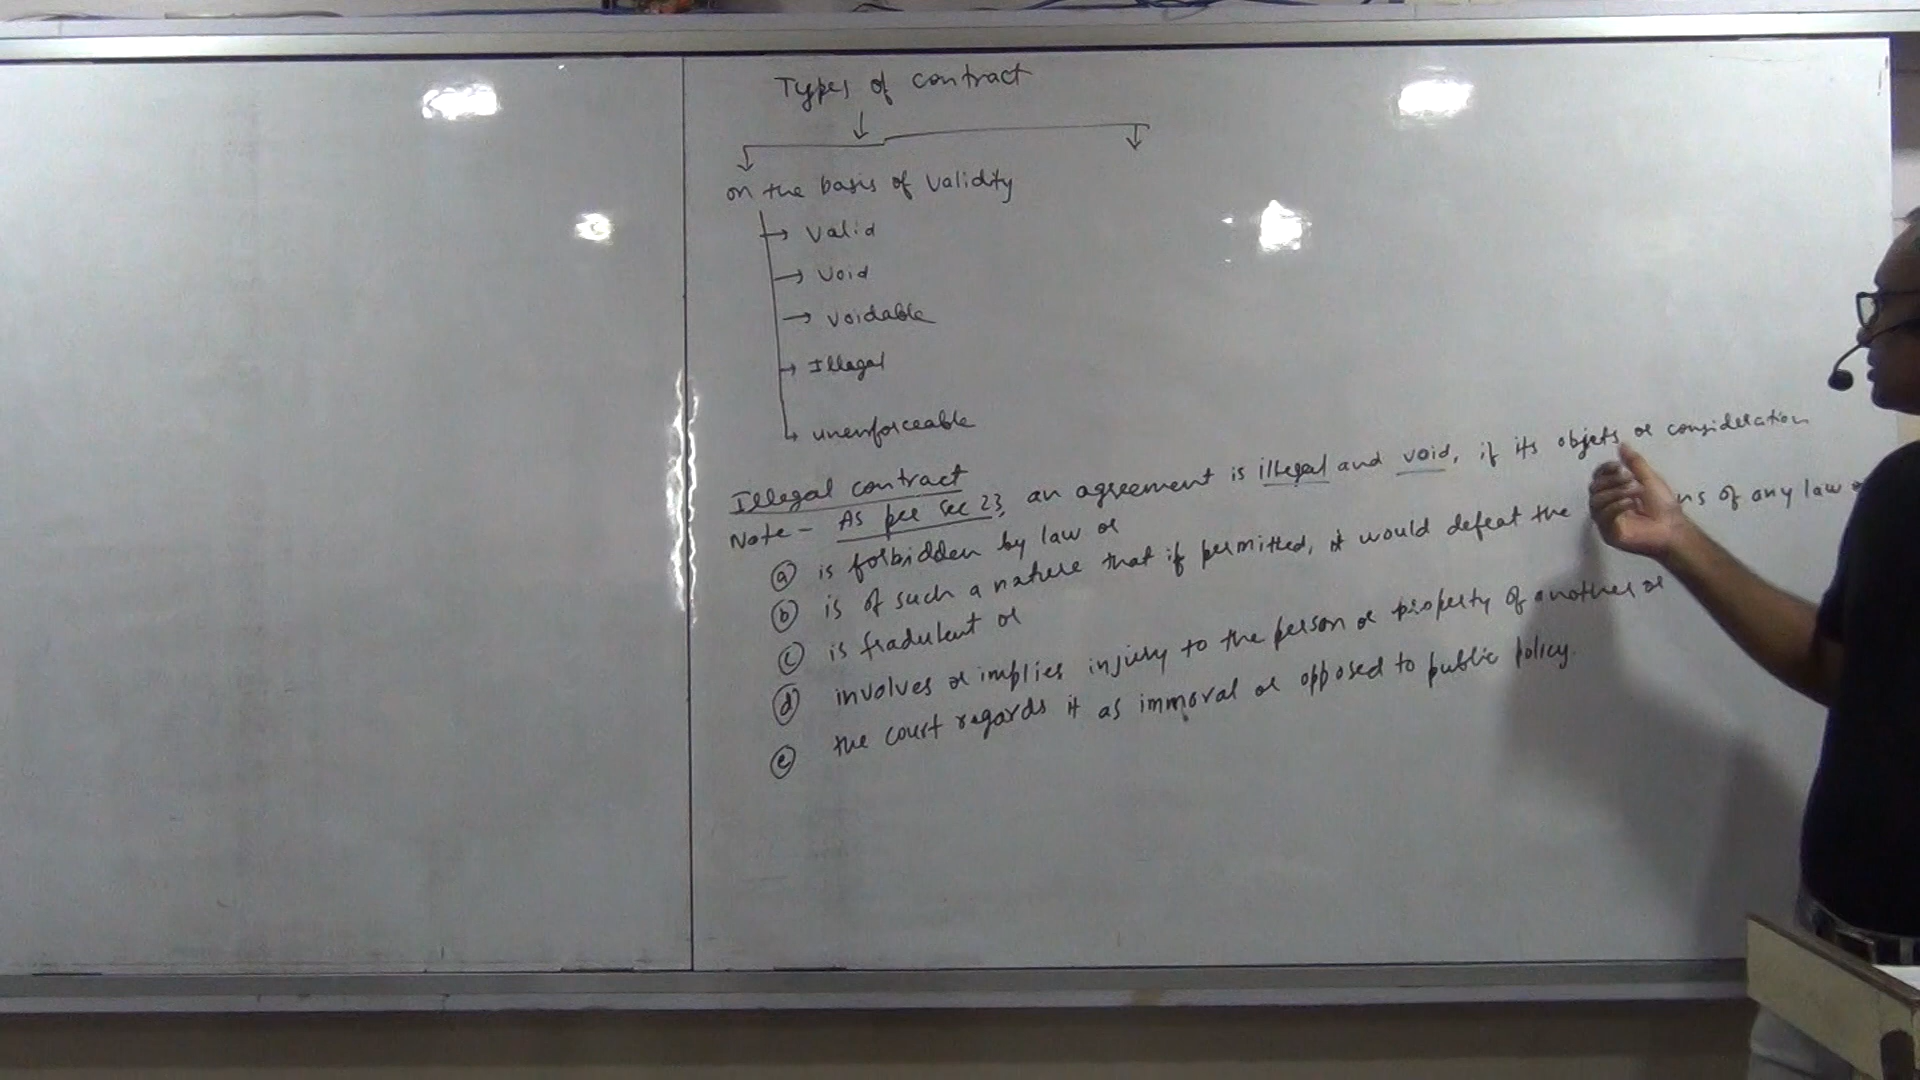 Types of contract
on the basis of validity
valid
void
voidable
Illegal
unenforceable
Illegal contract
Note - As per sec 23, an agreement is illegal and void, if its objets or consideration
(a) is forbidden by law or
(b) is of such a nature that if permitted, it would defeat the ns of any law
(c) is fradulent or
(d) involves or implies injury to the person or property of another or
(e) the court regards it as immoral or opposed to public policy.